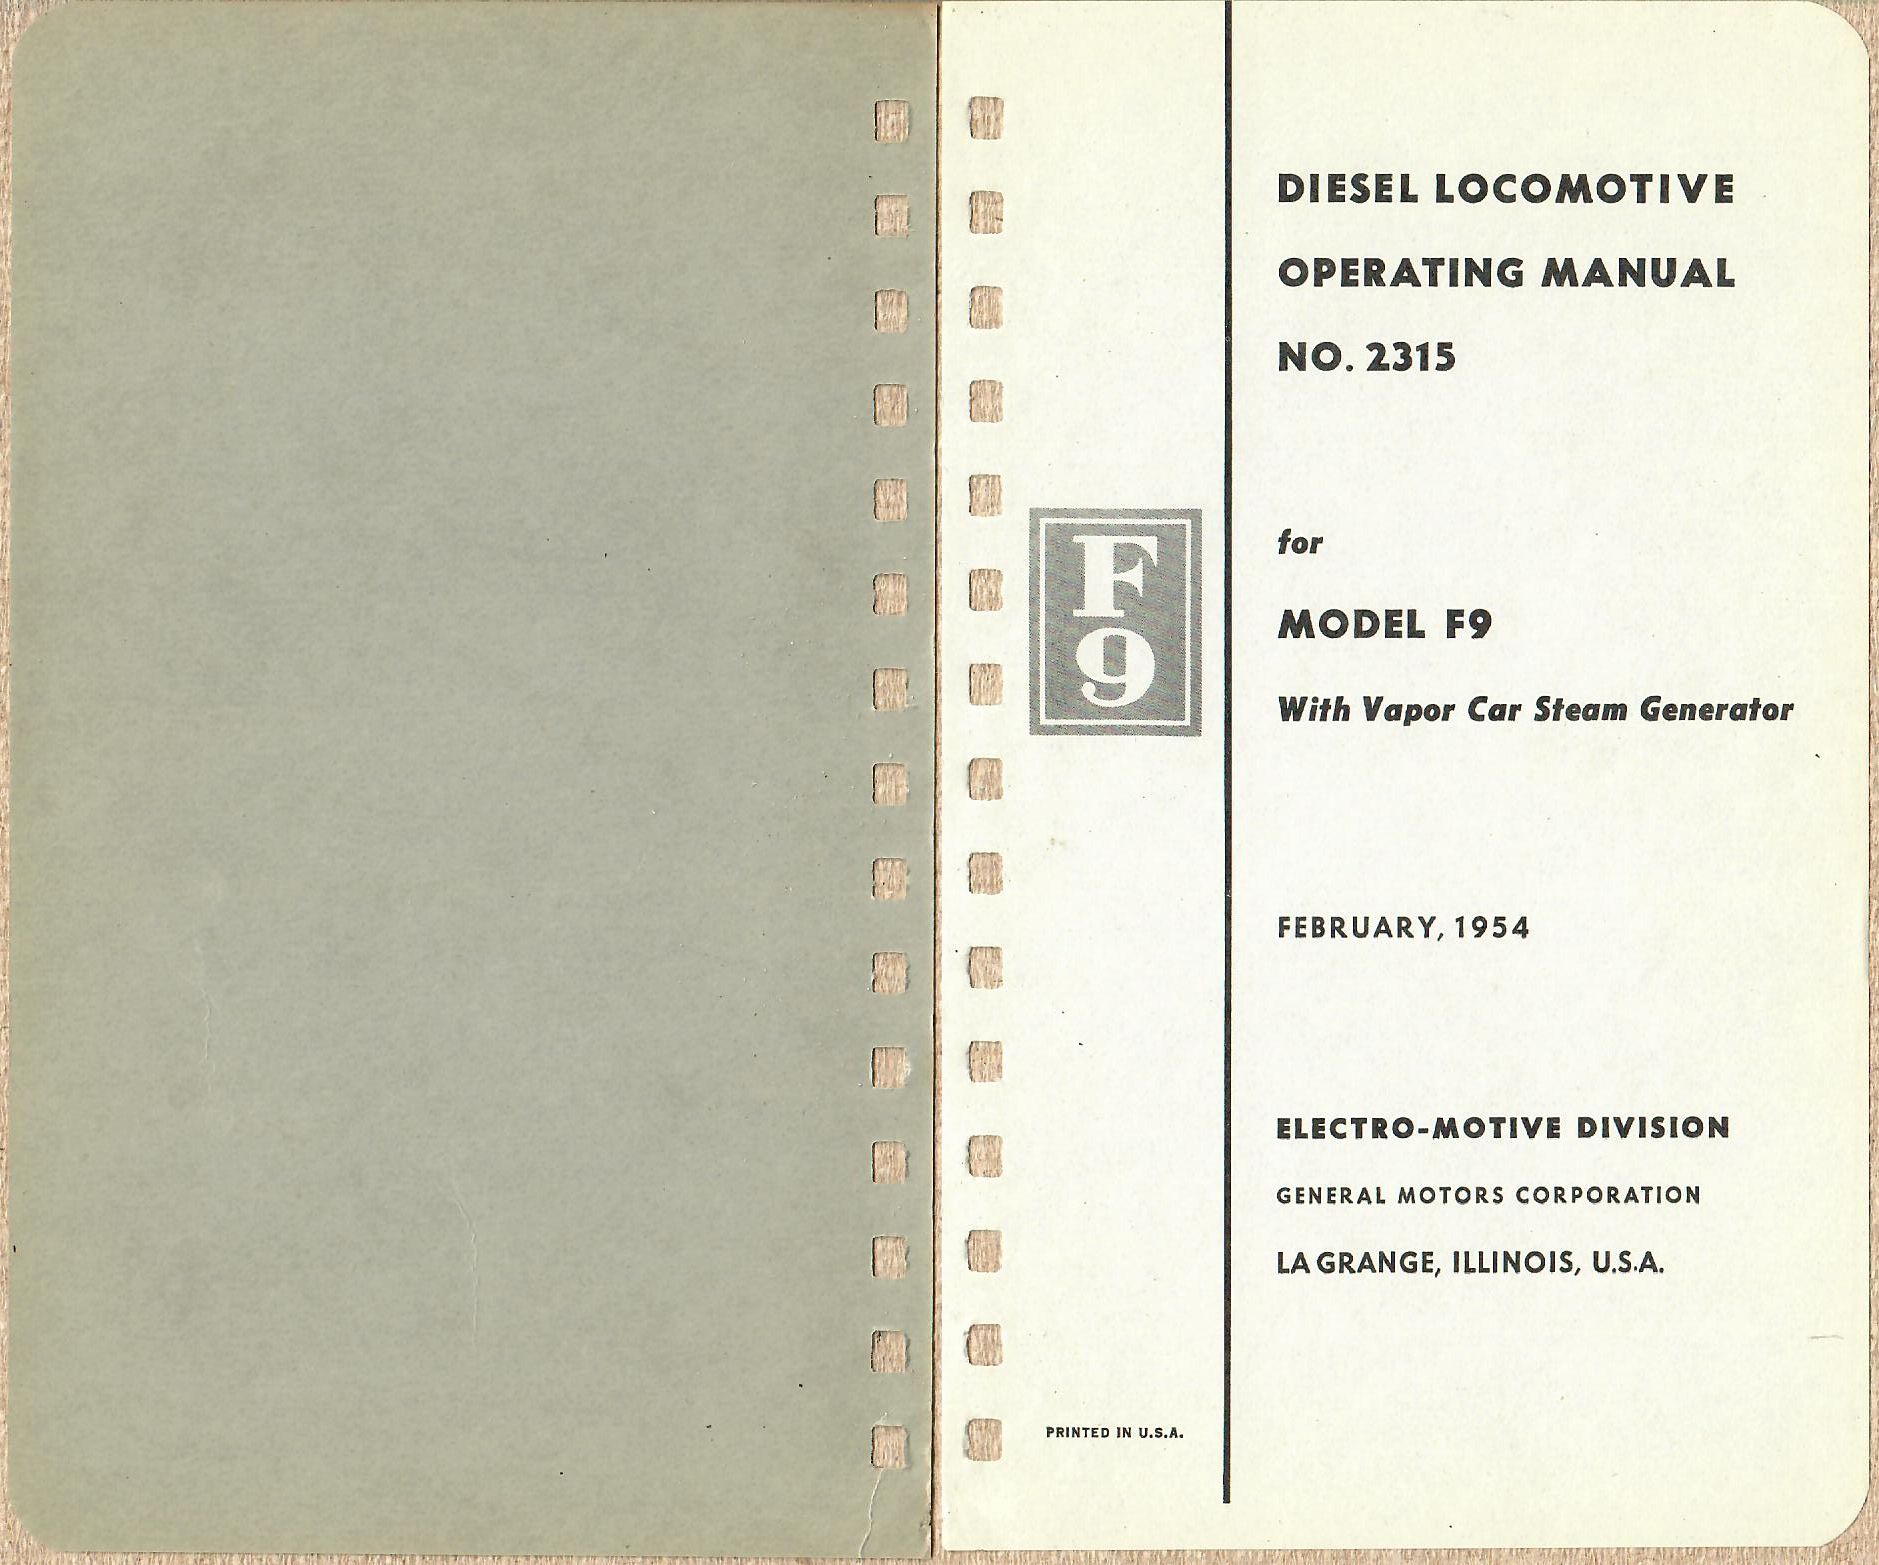 DIESEL LOCOMOTIVE
OPERATING MANUAL
NO. 2315
F
9
for
MODEL F9
With Vapor Car Steam Generator
FEBRUARY, 1954
ELECTRO-MOTIVE DIVISION
GENERAL MOTORS CORPORATION
LA GRANGE, ILLINOIS, U.S.A.
PRINTED IN U.S.A.